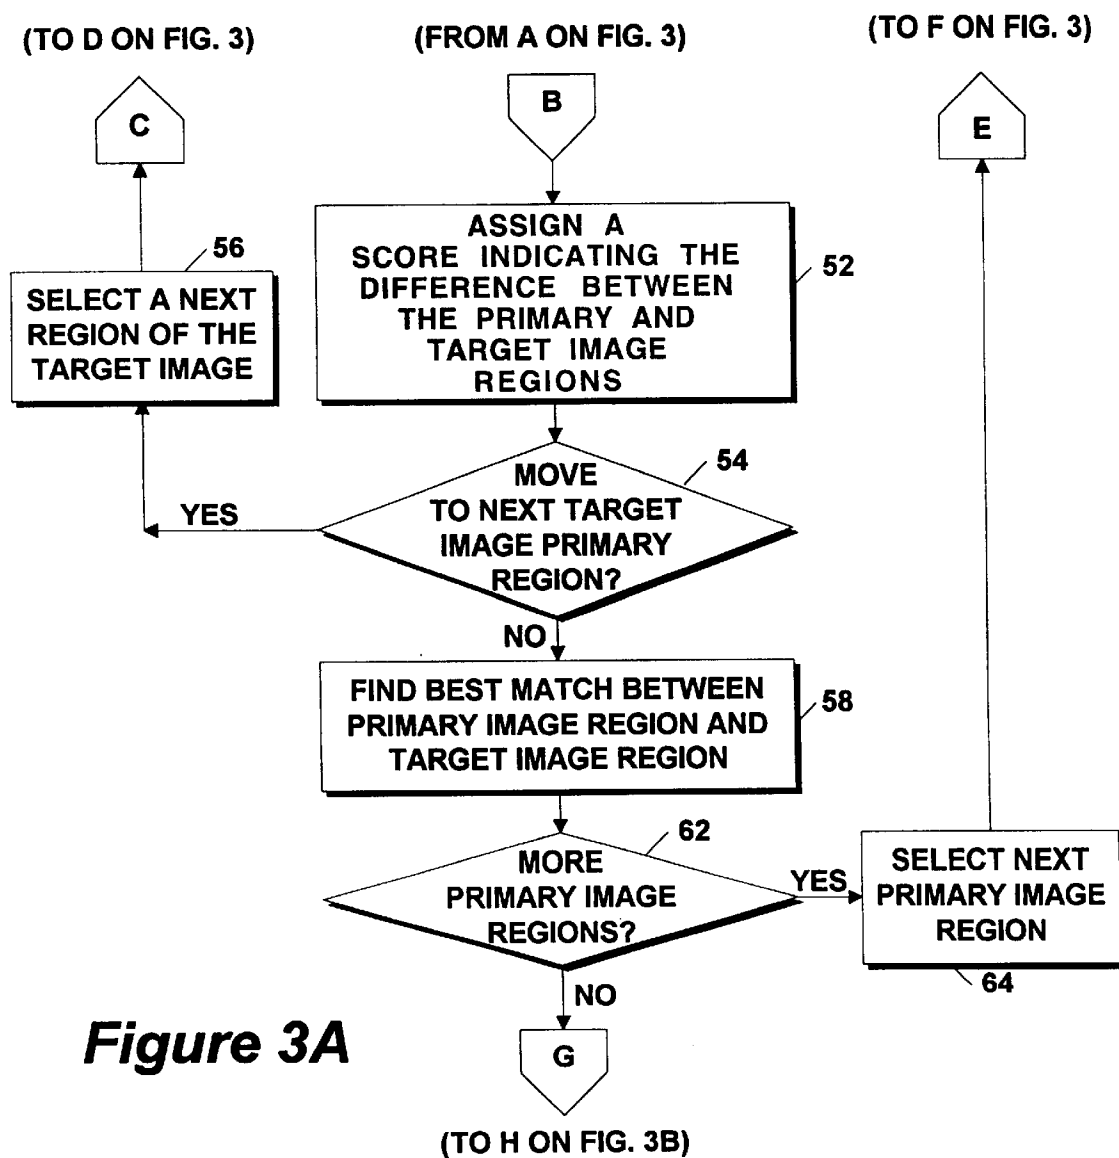 (TO D ON FIG. 3)
(FROM A ON FIG. 3)
(TO F ON FIG. 3)
C
B
E
ASSIGN A
SCORE INDICATING THE
DIFFERENCE BETWEEN
THE PRIMARY AND
TARGET IMAGE
REGIONS
52
56
SELECT A NEXT
REGION OF THE
TARGET IMAGE
MOVE
TO NEXT TARGET
IMAGE PRIMARY
REGION?
54
YES
NO
FIND BEST MATCH BETWEEN
PRIMARY IMAGE REGION AND
TARGET IMAGE REGION
58
MORE
PRIMARY IMAGE
REGIONS?
62
YES
SELECT NEXT
PRIMARY IMAGE
REGION
64
NO
G
Figure 3A
(TO H ON FIG. 3B)